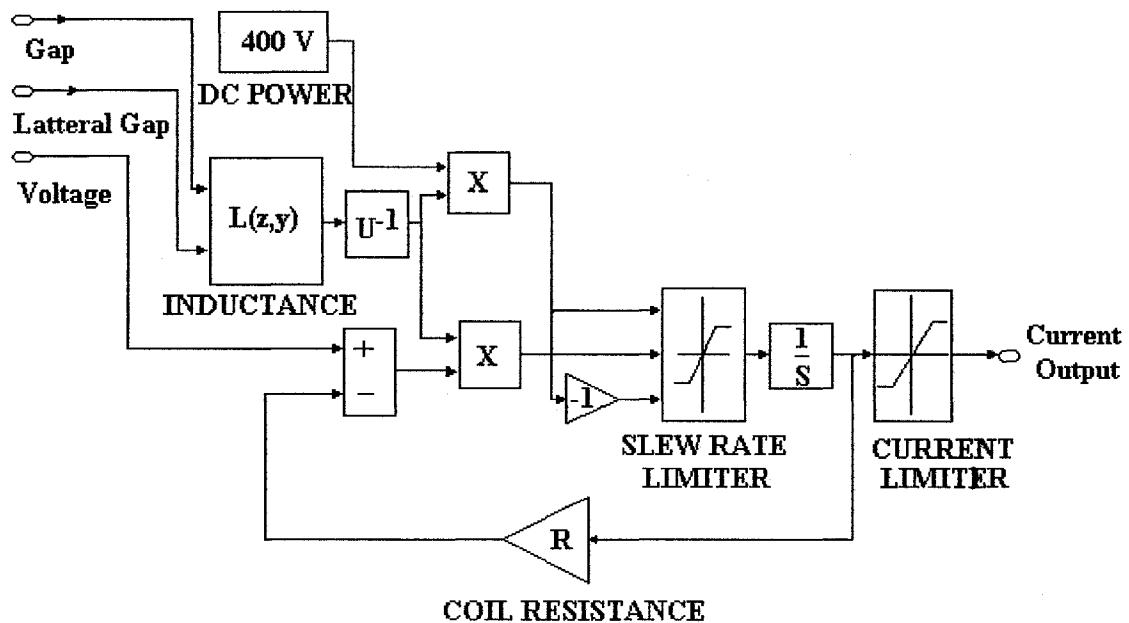 Gap
400 V
DC POWER
Latteral Gap
Voltage
X
L(z,y)
U-1
INDUCTANCE
+
−
X
-1
1
S
Current
Output
SLEW RATE
LIMITER
CURRENT
LIMITER
R
COIL RESISTANCE